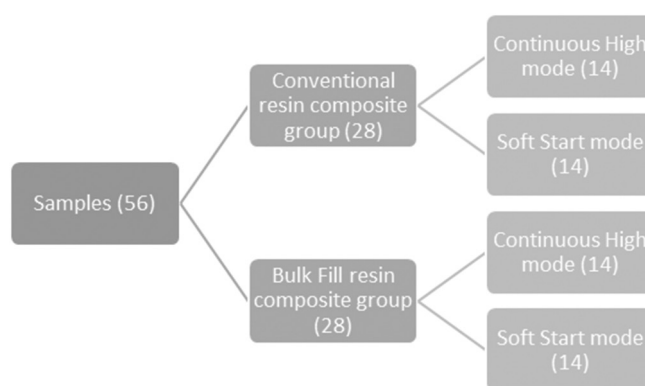 Samples (56)
Conventional
resin composite
group (28)
Continuous High
mode (14)
Soft Start mode
(14)
Bulk Fill resin
composite group
(28)
Continuous High
mode (14)
Soft Start mode
(14)